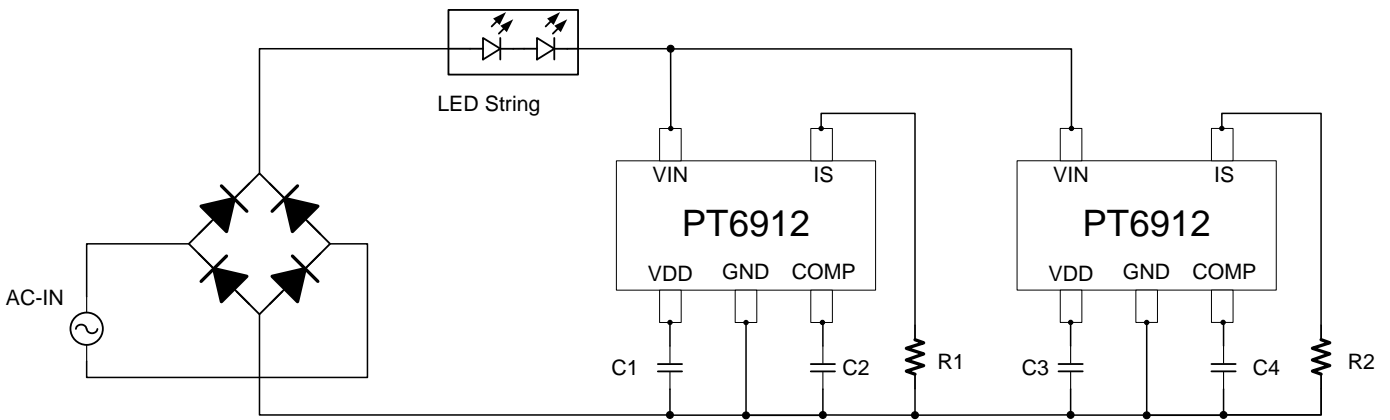 LED String
VIN IS VIN IS
PT6912 PT6912
VDD GND COMP VDD GND COMP
AC-IN
C1 C2 R1 C3 C4 R2